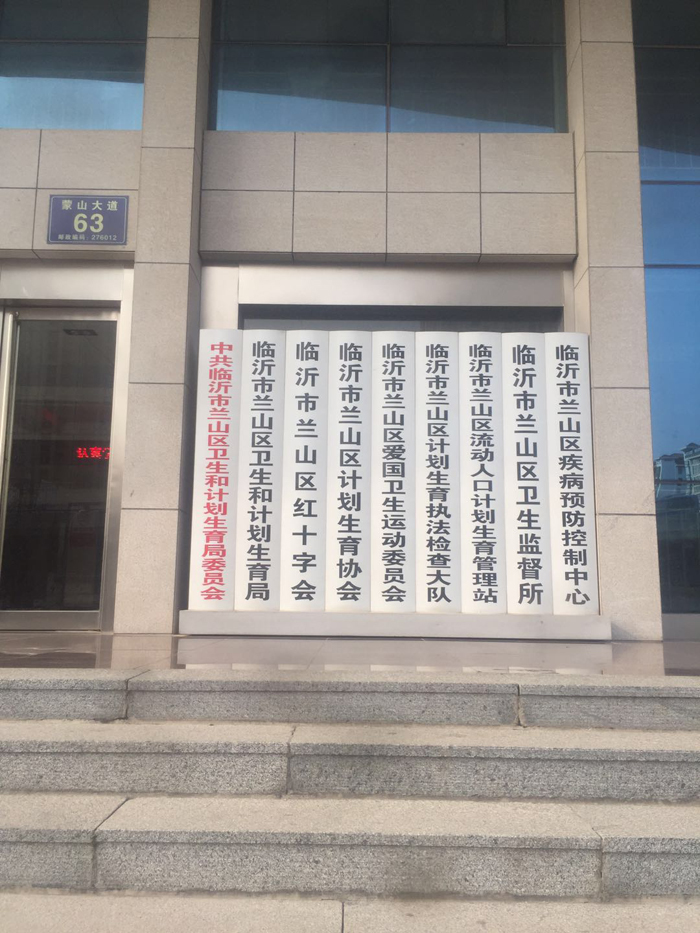 蒙山大道
63
邮政编码：276012
中共临沂市兰山区卫生和计划生育局委员会
临沂市兰山区卫生和计划生育局
临沂市兰山区红十字会
临沂市兰山区计划生育协会
临沂市兰山区爱国卫生运动委员会
临沂市兰山区计划生育执法检查大队
临沂市兰山区流动人口计划生育管理站
临沂市兰山区卫生监督所
临沂市兰山区疾病预防控制中心